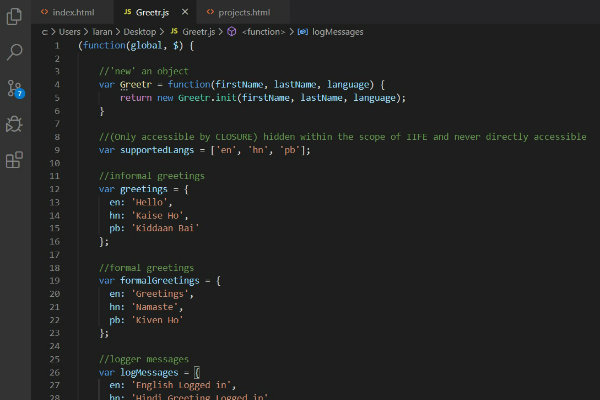 index.html
JS Greetr.js
projects.html
C: > Users > Taran > Desktop > JS Greetr.js > <function> > logMessages
1 (function(global, $) {
2
3 //'new' an object
4 var Greetr = function(firstName, lastName, language) {
5 return new Greetr.init(firstName, lastName, language);
6 }
7
8 //(Only accessible by CLOSURE) hidden within the scope of IIFE and never directly accessible
9 var supportedLangs = ['en', 'hn', 'pb'];
10
11 //informal greetings
12 var greetings = {
13 en: 'Hello',
14 hn: 'Kaise Ho',
15 pb: 'Kiddaan Bai'
16 };
17
18 //formal greetings
19 var formalGreetings = {
20 en: 'Greetings',
21 hn: 'Namaste',
22 pb: 'Kiven Ho'
23 };
24
25 //logger messages
26 var logMessages = {
27 en: 'English Logged in',
28 hn: 'Hindi Greeting Logged in'
7